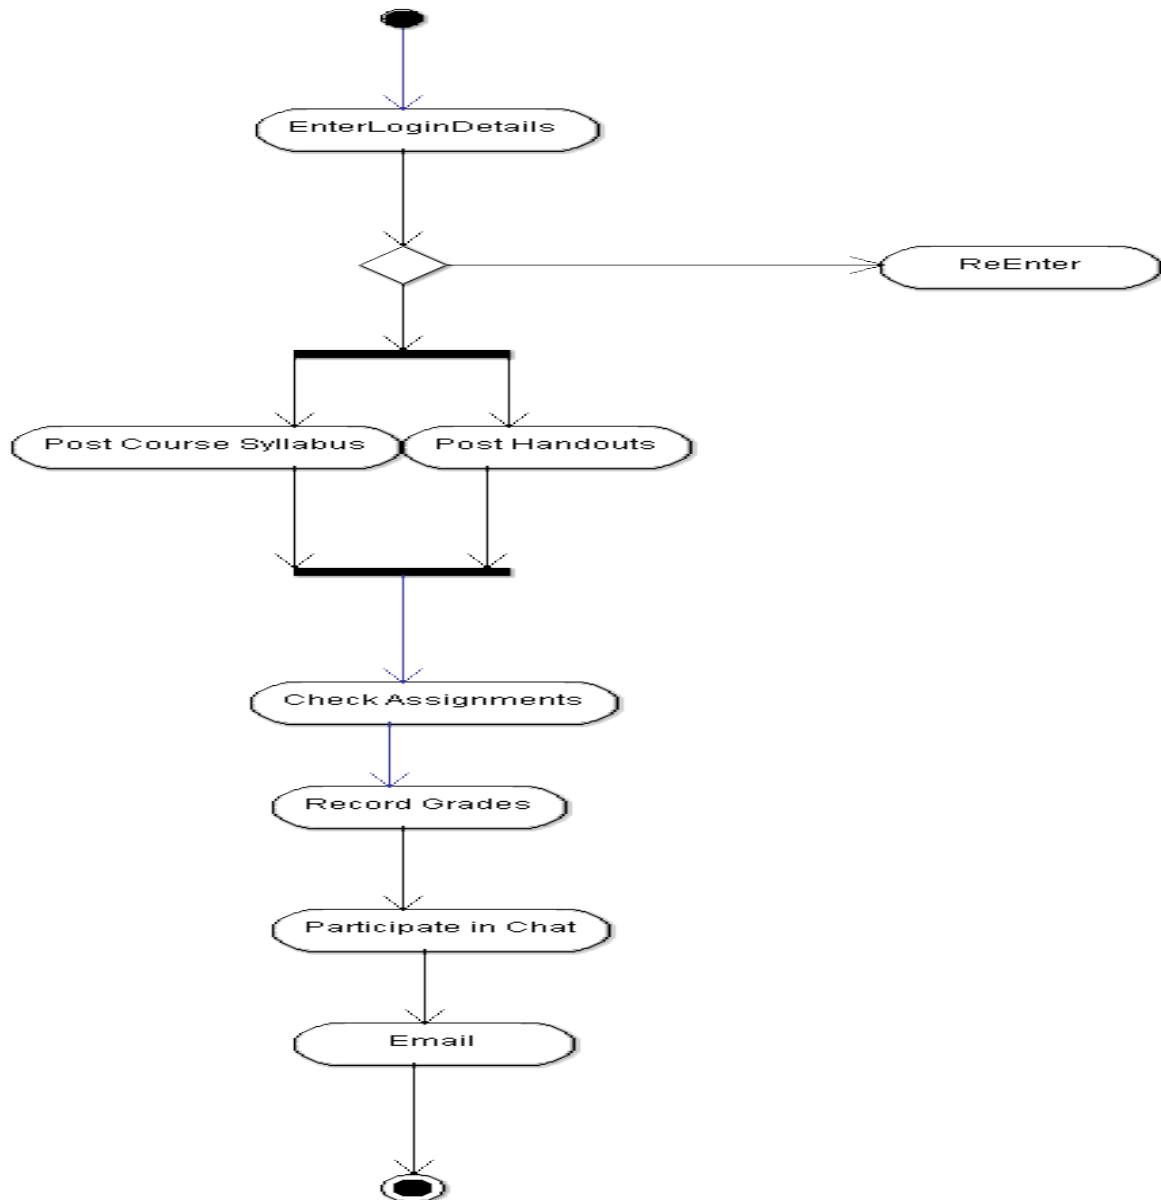 EnterLoginDetails
ReEnter
Post Course Syllabus
Post Handouts
Check Assignments
Record Grades
Participate in Chat
Email